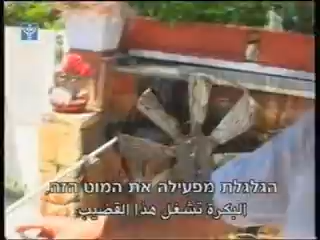 הגלגלת מפעילה את המוט הזה.
البكرة تشغل هذا القضيب.